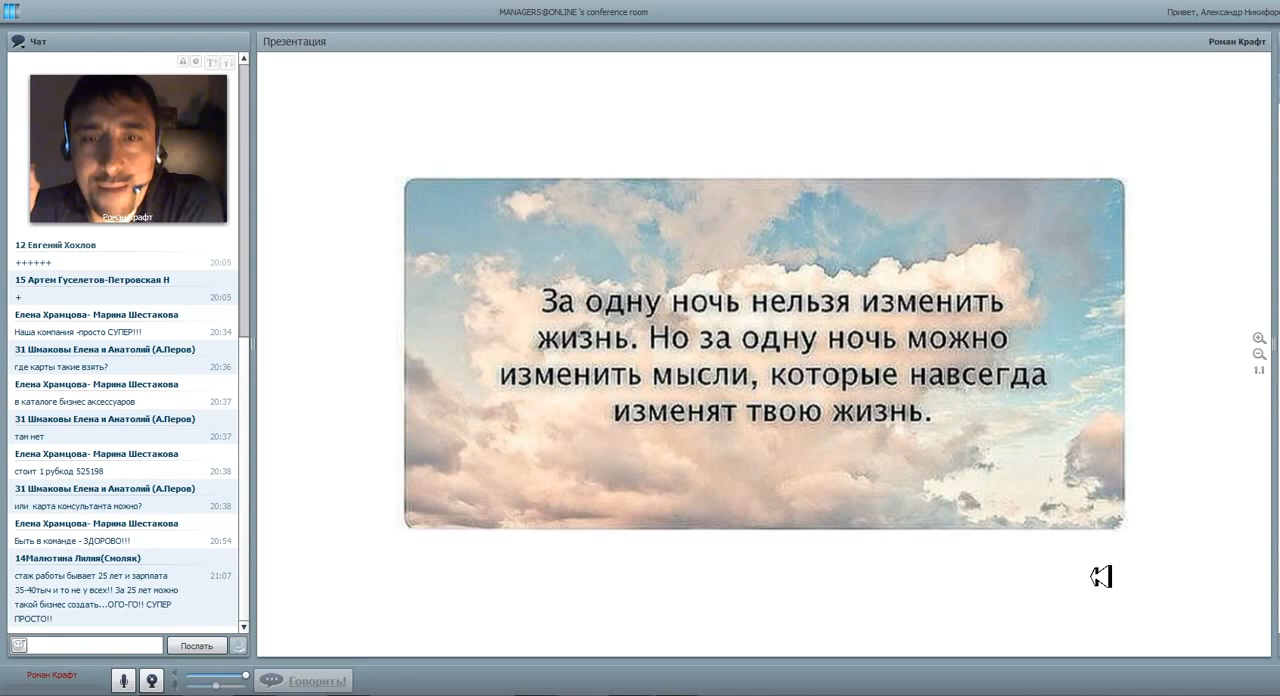 MANAGERS@ONLINE 's conference room
Привет, Александр Никифор
Чат
Презентация
Роман Крафт
Роман Крафт
12 Евгений Хохлов
++++++ 20:05
15 Артем Гуселетов-Петровская Н
+ 20:05
Елена Храмцова- Марина Шестакова
Наша компания -просто СУПЕР!!! 20:34
31 Шмаковы Елена и Анатолий (А.Перов)
где карты такие взять? 20:36
Елена Храмцова- Марина Шестакова
в каталоге бизнес аксессуаров 20:37
31 Шмаковы Елена и Анатолий (А.Перов)
там нет 20:37
Елена Храмцова- Марина Шестакова
стоит 1 рубкод 525198 20:38
31 Шмаковы Елена и Анатолий (А.Перов)
или карта консультанта можно? 20:38
Елена Храмцова- Марина Шестакова
Быть в команде - ЗДОРОВО!!! 20:54
14Малютина Лилия(Смоляк)
стаж работы бывает 25 лет и зарплата 21:07
35-40тыч и то не у всех!! За 25 лет можно
такой бизнес создать...ОГО-ГО!! СУПЕР
ПРОСТО!!
За одну ночь нельзя изменить
жизнь. Но за одну ночь можно
изменить мысли, которые навсегда
изменят твою жизнь.
1:1
Послать
Роман Крафт
Говорить!